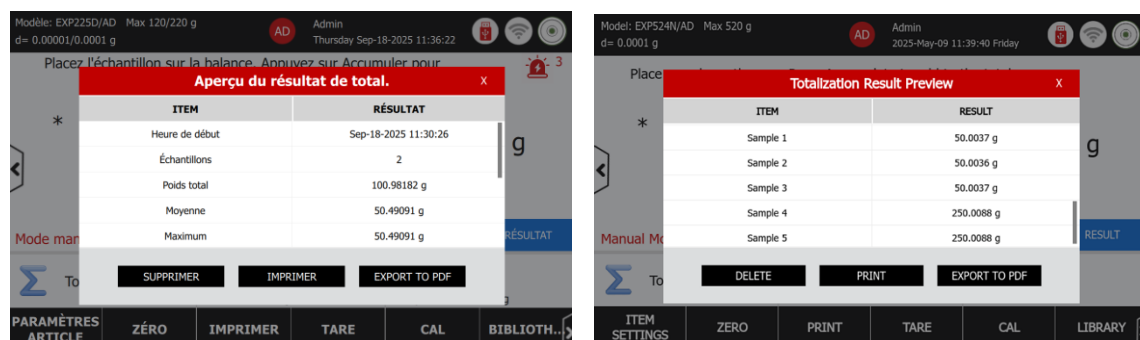 Modèle: EXP225D/AD Max 120/220 g
d= 0.00001/0.0001 g
AD
Admin
Thursday Sep-18-2025 11:36:22
Placez l'échantillon sur la balance. Appuyez sur Accumuler pour
3
Aperçu du résultat de total.
X
ITEM RÉSULTAT
Heure de début Sep-18-2025 11:30:26
Échantillons 2
Poids total 100.98182 g
Moyenne 50.49091 g
Maximum 50.49091 g
*
g
Mode man
RÉSULTAT
SUPPRIMER IMPRIMER EXPORT TO PDF
Σ To
g
PARAMÈTRES
ARTICLE
ZÉRO IMPRIMER TARE CAL BIBLIOTH...
Model: EXP524N/AD Max 520 g
d= 0.0001 g
AD
Admin
2025-May-09 11:39:40 Friday
Place
Totalization Result Preview
X
ITEM RESULT
Sample 1 50.0037 g
Sample 2 50.0036 g
Sample 3 50.0037 g
Sample 4 250.0088 g
Sample 5 250.0088 g
*
g
Manual Mo
RESULT
DELETE PRINT EXPORT TO PDF
Σ To
ITEM
SETTINGS
ZERO PRINT TARE CAL LIBRARY